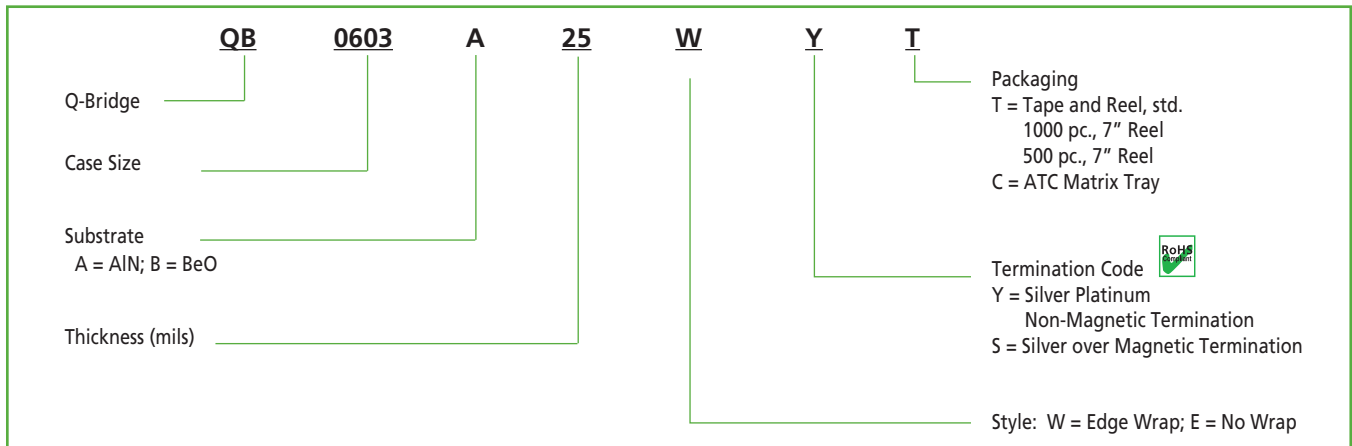 QB 0603 A 25 W Y T
Q-Bridge
Case Size
Substrate
A = AlN; B = BeO
Thickness (mils)
Packaging
T = Tape and Reel, std.
1000 pc., 7” Reel
500 pc., 7” Reel
C = ATC Matrix Tray
RoHS
Compliant
Termination Code
Y = Silver Platinum
Non-Magnetic Termination
S = Silver over Magnetic Termination
Style: W = Edge Wrap; E = No Wrap